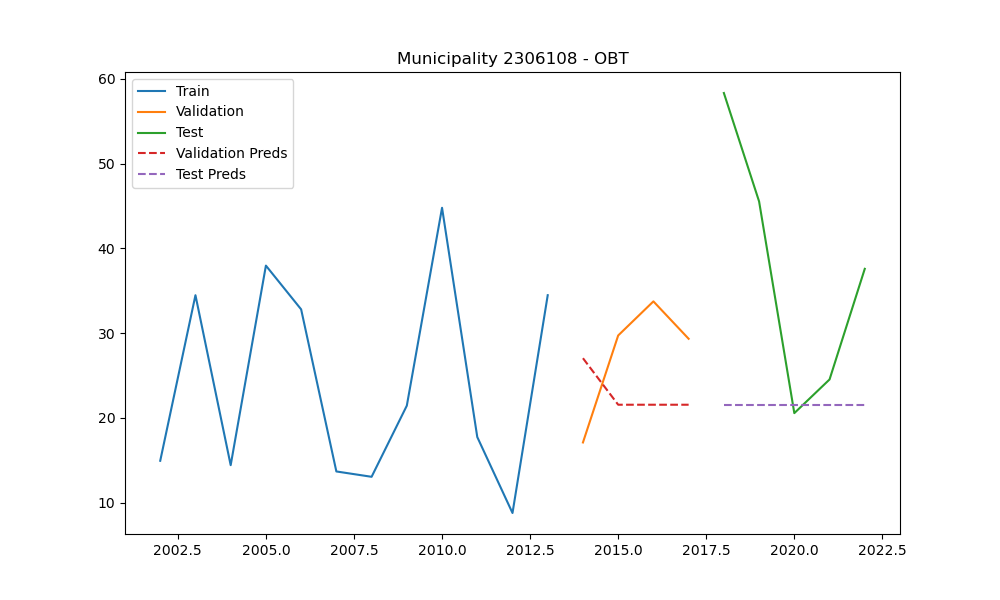 Municipality 2306108 - OBT
Train
Validation
Test
Validation Preds
Test Preds
60
50
40
30
20
10
2002.5 2005.0 2007.5 2010.0 2012.5 2015.0 2017.5 2020.0 2022.5